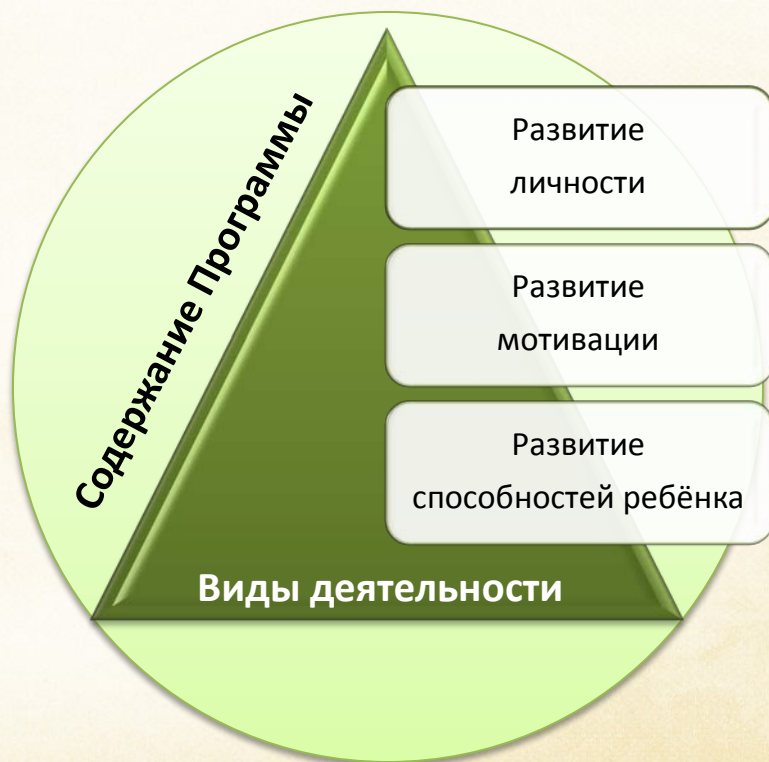 Содержание Программы
Развитие
личности
Развитие
мотивации
Развитие
способностей ребёнка
Виды деятельности